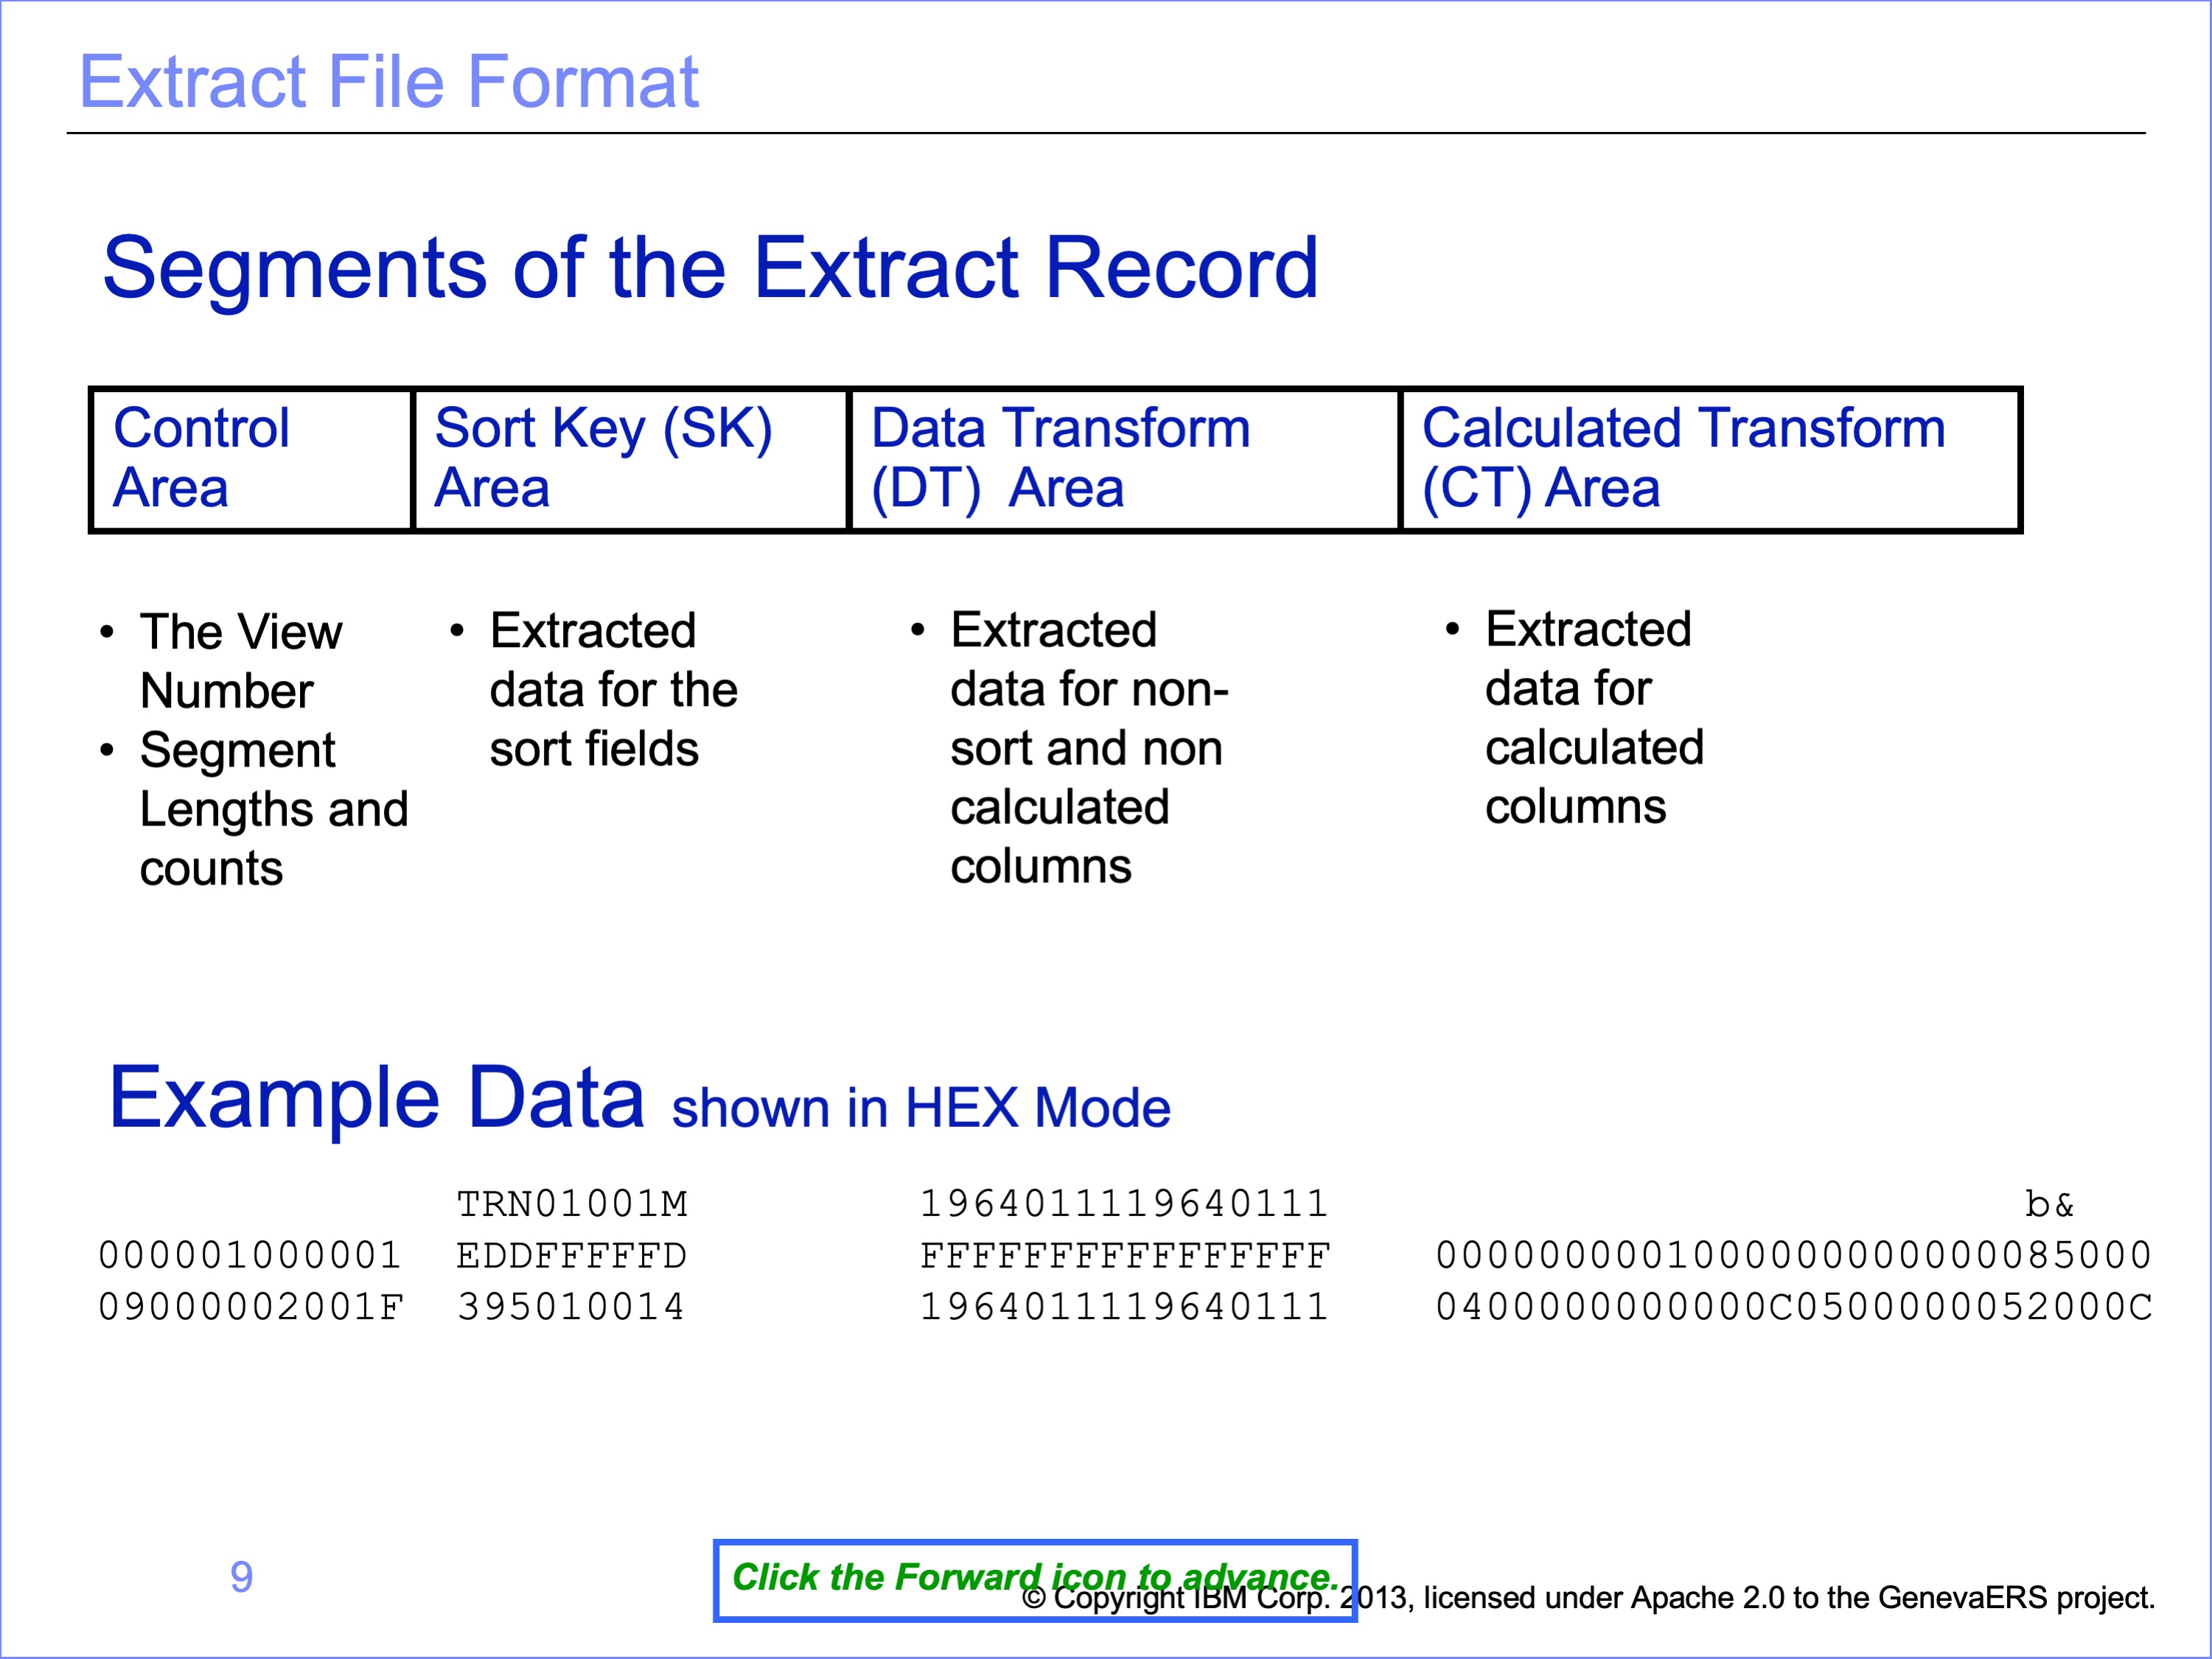 Extract File Format
Segments of the Extract Record
Control
Area
Sort Key (SK)
Area
Data Transform
(DT)  Area
Calculated Transform
(CT) Area
• The View
Number
• Segment
Lengths and
counts
• Extracted
data for the
sort fields
• Extracted
data for non-
sort and non
calculated
columns
• Extracted
data for
calculated
columns
Example Data shown in HEX Mode
TRN01001M
EDDFFFFFD
395010014
000001000001
09000002001F
1964011119640111
FFFFFFFFFFFFFFFF
1964011119640111
b&
0000000001000000000000085000
0400000000000C0500000052000C
9
Click the Forward icon to advance.
© Copyright IBM Corp. 2013, licensed under Apache 2.0 to the GenevaERS project.